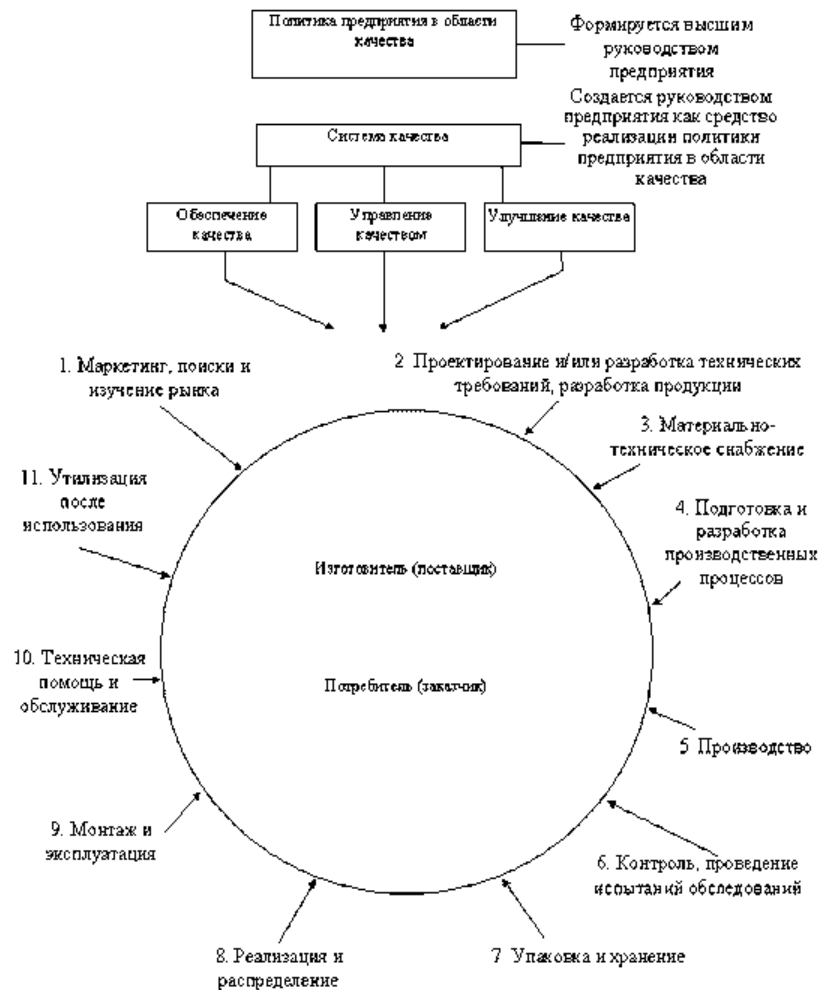 Политика предприятия в области
качества
Формируется высшим
руководством
предприятия
Создается руководством
предприятия как средство
реализации политики
предприятия в области
качества
Система качества
Обеспечение
качества
Управление
качеством
Улучшение качества
1. Маркетинг, поиски и
изучение рынка
2 Проектирование и/или разработка технических
требований, разработка продукции
3. Материально-
техническое снабжение
11. Утилизация
после
использования
4. Подготовка и
разработка
производственных
процессов
Изготовитель (поставщик)
10. Техническая
помощь и
обслуживание
Потребитель (заказчик)
5 Производство
9. Монтаж и
эксплуатация
6. Контроль, проведение
испытаний обследований
8. Реализация и
распределение
7 Упаковка и хранение